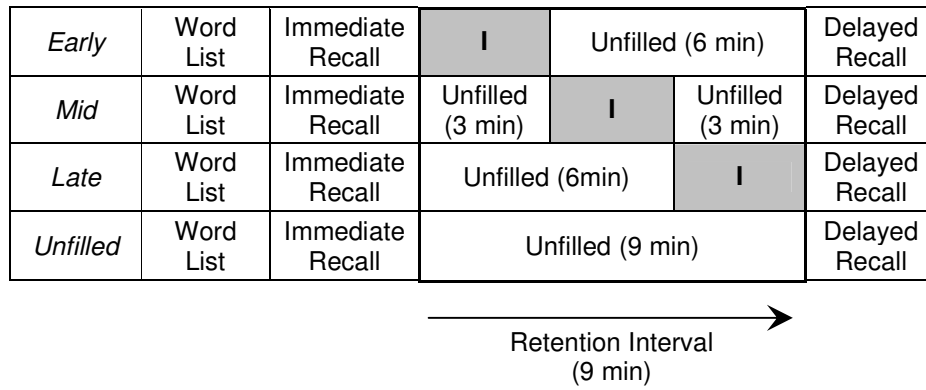 Early Word List Immediate Recall I Unfilled (6 min) Delayed Recall
Mid Word List Immediate Recall Unfilled (3 min) I Unfilled (3 min) Delayed Recall
Late Word List Immediate Recall Unfilled (6min) I Delayed Recall
Unfilled Word List Immediate Recall Unfilled (9 min) Delayed Recall
Retention Interval
(9 min)